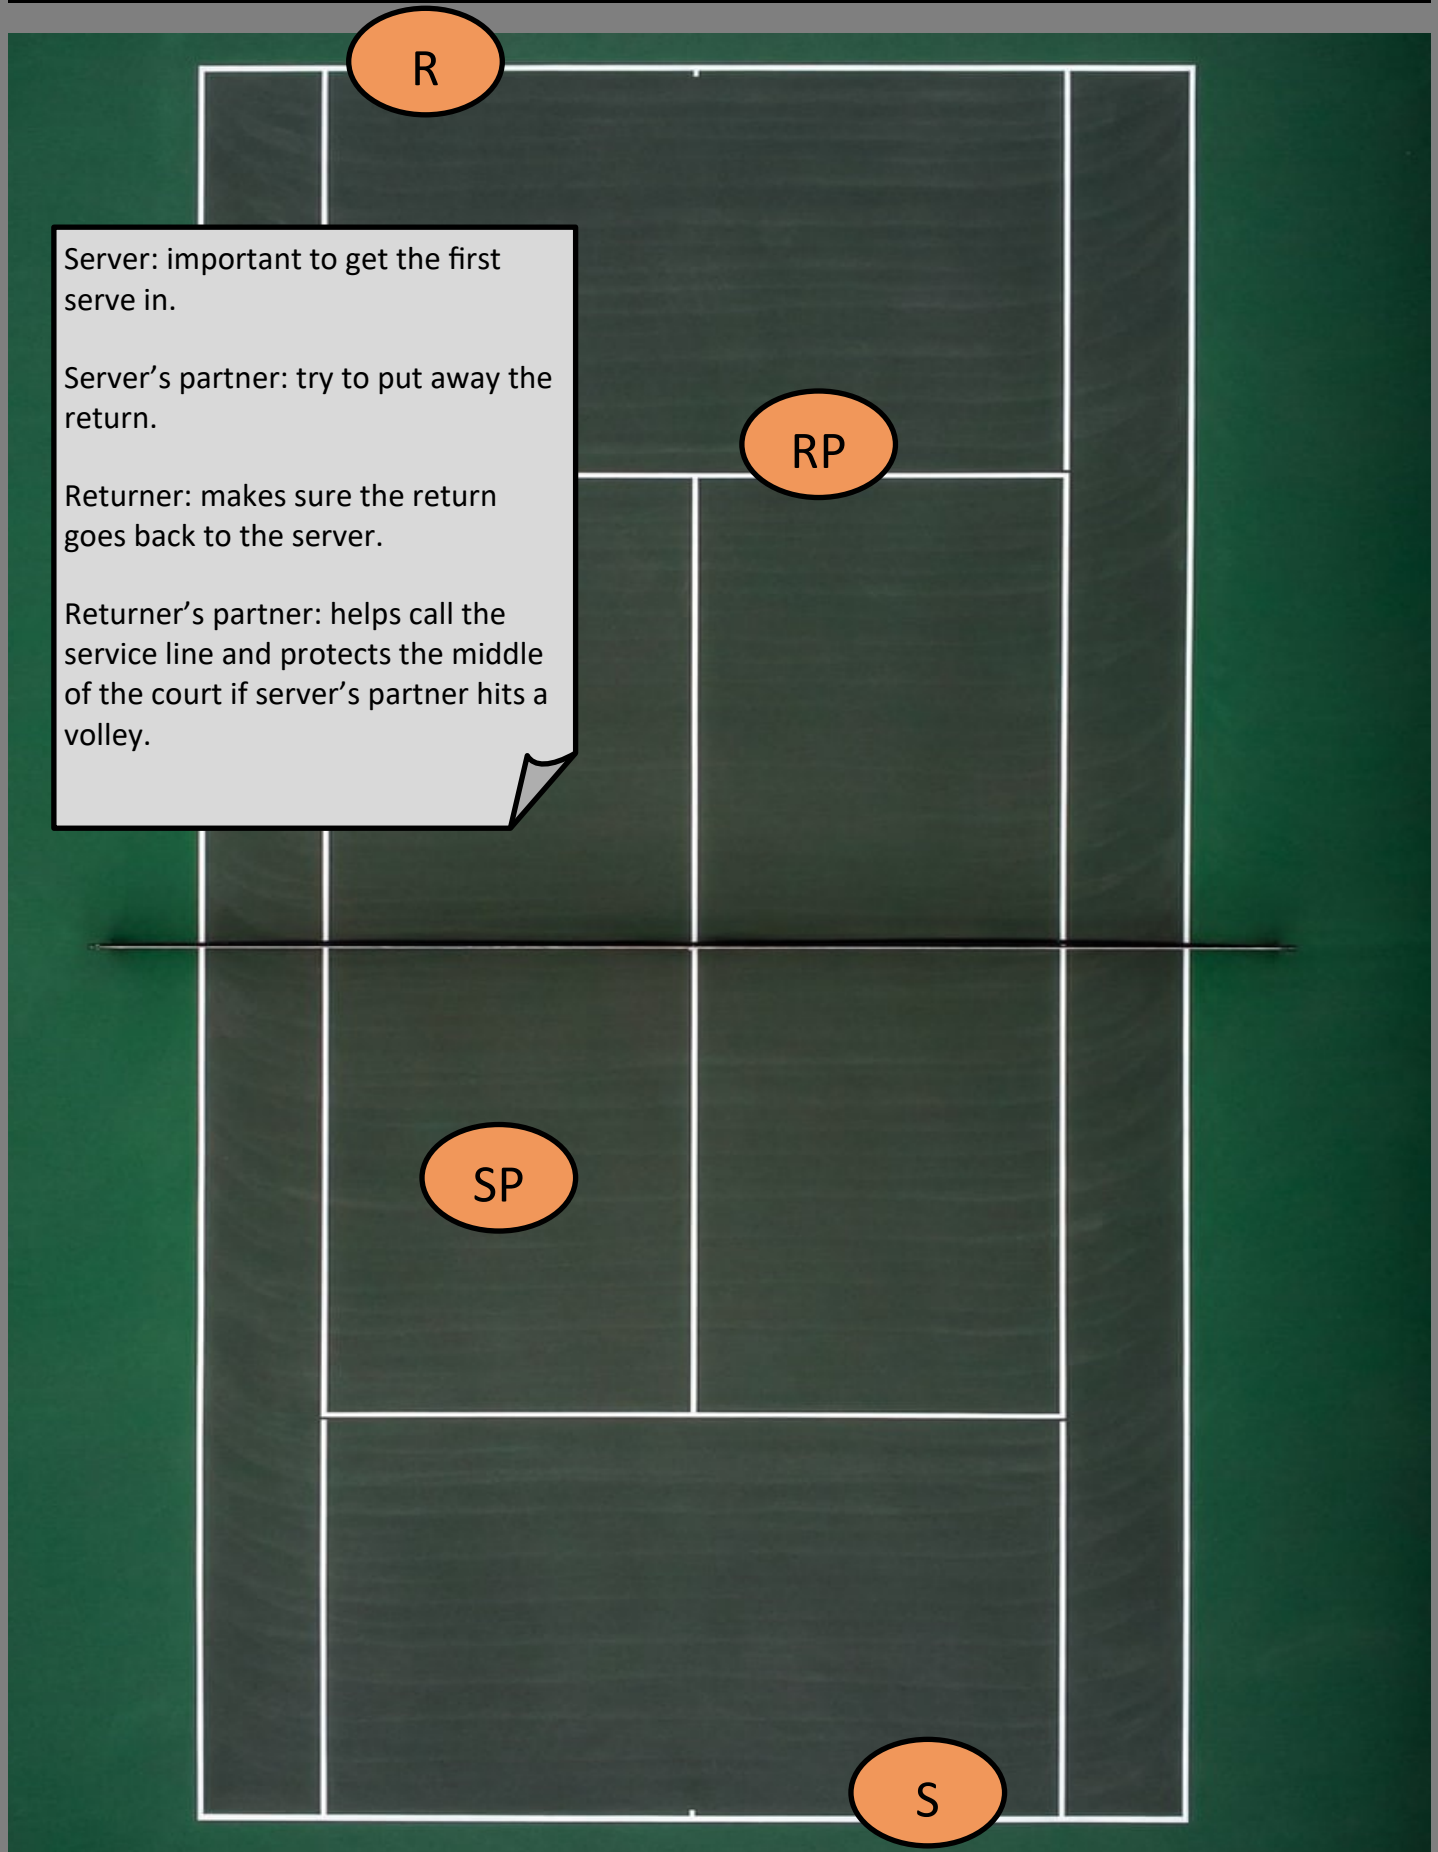 R
Server: important to get the first
serve in.
Server’s partner: try to put away the
return.
RP
Returner: makes sure the return
goes back to the server.
Returner’s partner: helps call the
service line and protects the middle
of the court if server’s partner hits a
volley.
SP
S